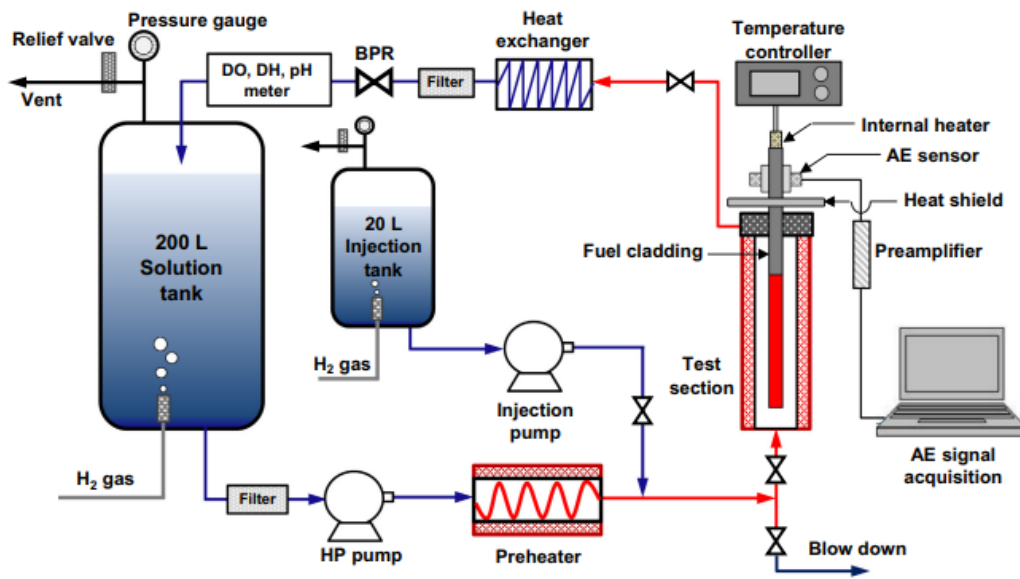 Pressure gauge
Relief valve
Vent
DO, DH, pH
meter
BPR
Filter
Heat
exchanger
Temperature
controller
Internal heater
AE sensor
Heat shield
Preamplifier
Fuel cladding
200 L
Solution
tank
20 L
Injection
tank
H₂ gas
Injection
pump
Test
section
AE signal
acquisition
H₂ gas
Filter
HP pump
Preheater
Blow down